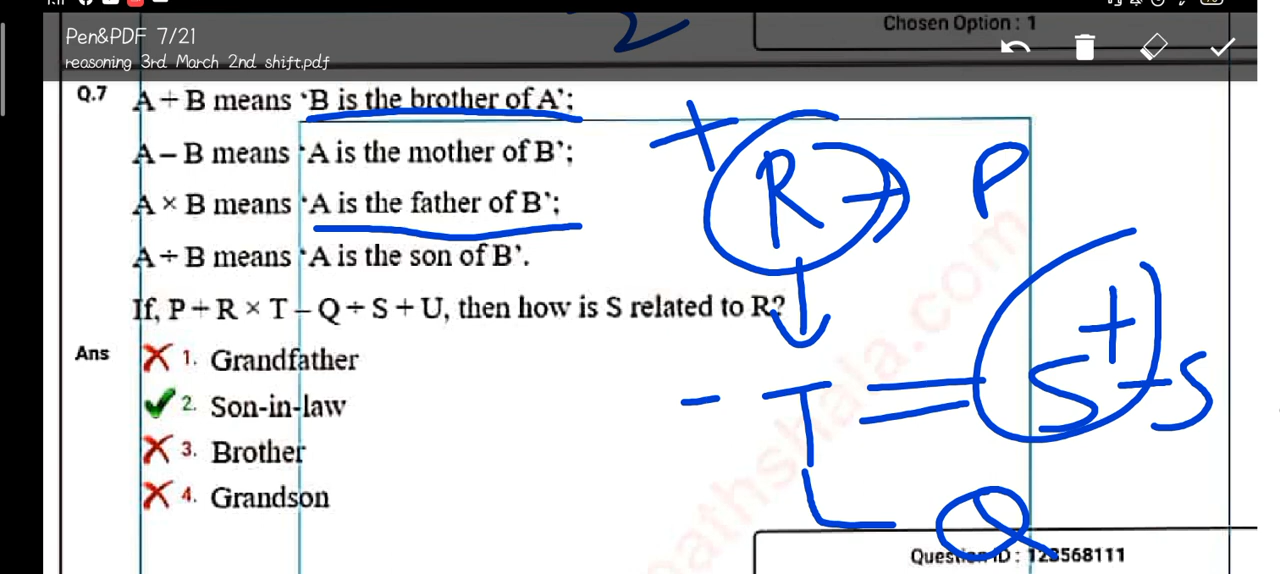 Chosen Option : 1
Pen&PDF 7/21
reasoning 3rd March 2nd shift.pdf
Q.7 A + B means ‘B is the brother of A’;
A – B means ‘A is the mother of B’;
A × B means ‘A is the father of B’;
A ÷ B means ‘A is the son of B’.
If, P + R × T – Q ÷ S + U, then how is S related to R?
Ans 1. Grandfather
2. Son-in-law
3. Brother
4. Grandson
+ R P
- T = S + S
Q
Question ID : 123568111